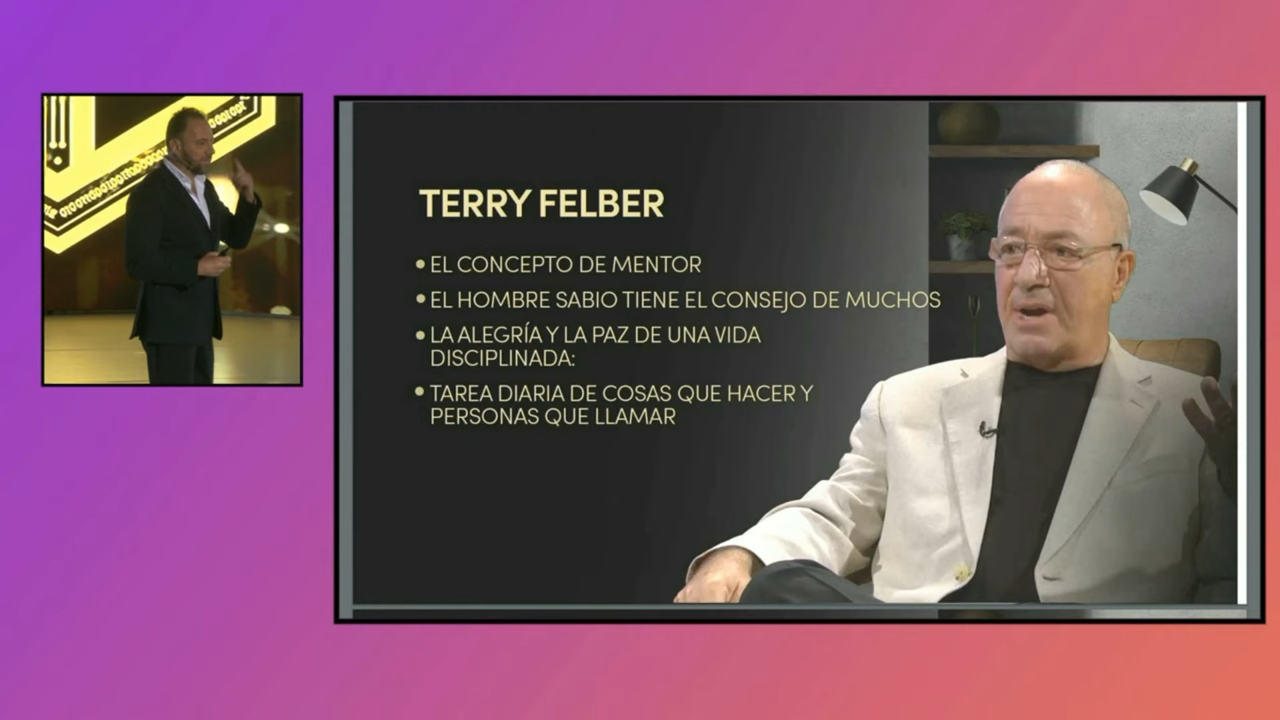 TERRY FELBER
• EL CONCEPTO DE MENTOR
• EL HOMBRE SABIO TIENE EL CONSEJO DE MUCHOS
• LA ALEGRÍA Y LA PAZ DE UNA VIDA
DISCIPLINADA:
• TAREA DIARIA DE COSAS QUE HACER Y
PERSONAS QUE LLAMAR